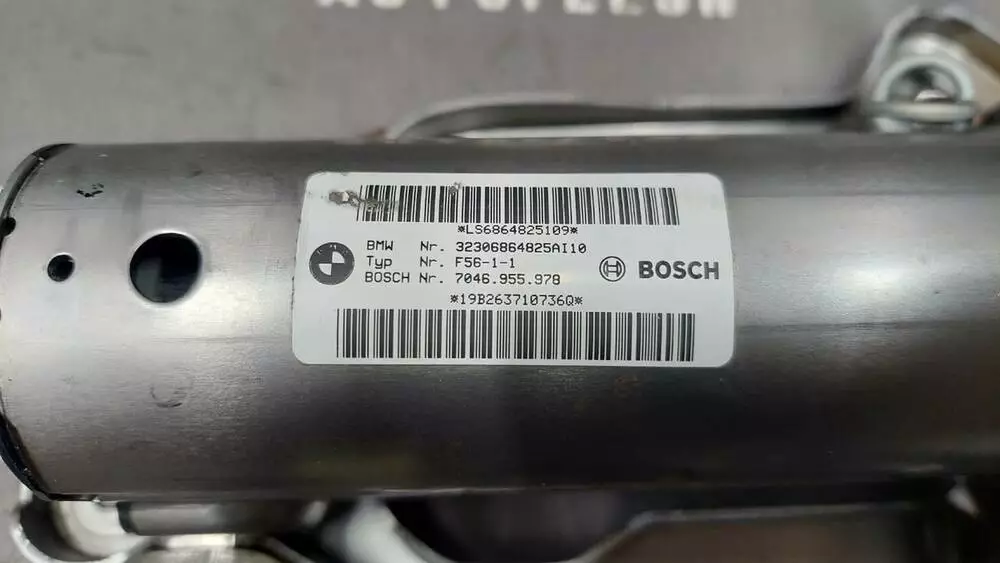 *LS6864825109*
BMW Nr. 32306864825AI10
Typ Nr. F56-1-1
BOSCH Nr. 7046.955.978
BOSCH
*19B263710736Q*